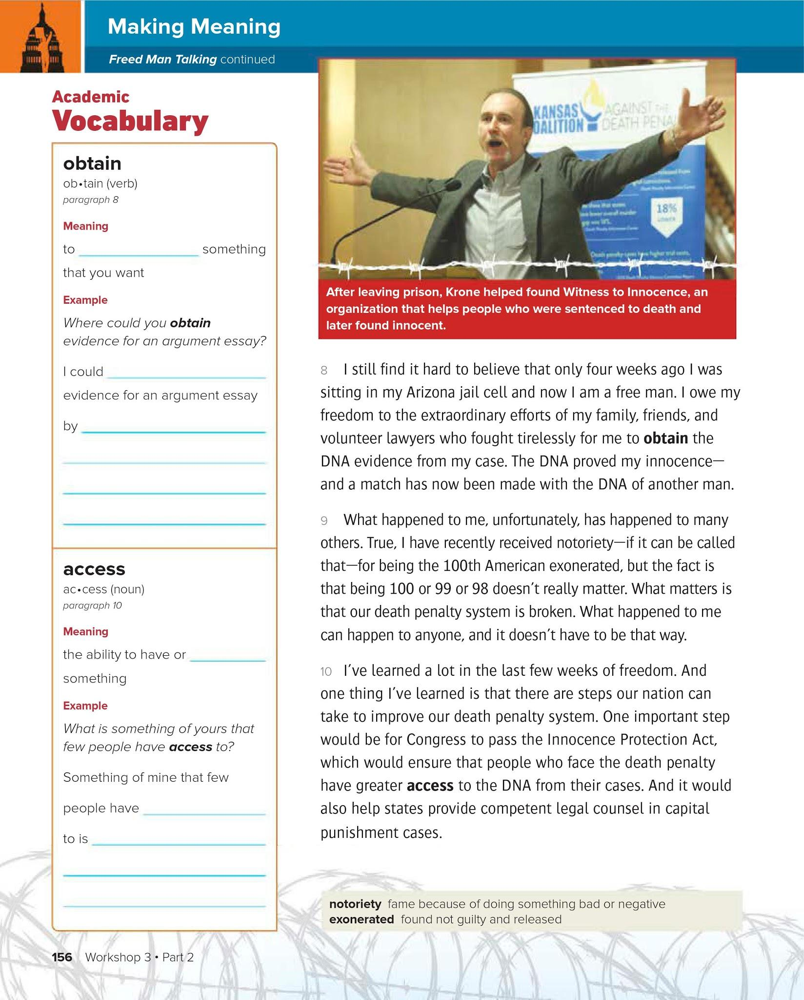 Making Meaning
Freed Man Talking continued
Academic
Vocabulary
obtain
ob•tain (verb)
paragraph 8
Meaning
to something
that you want
Example
Where could you obtain
evidence for an argument essay?
I could
evidence for an argument essay
by
access
ac•cess (noun)
paragraph 10
Meaning
the ability to have or
something
Example
What is something of yours that
few people have access to?
Something of mine that few
people have
to is
KANSAS
COALITION
AGAINST THE
DEATH PENA
18%
LOWER
After leaving prison, Krone helped found Witness to Innocence, an
organization that helps people who were sentenced to death and
later found innocent.
8 I still find it hard to believe that only four weeks ago I was
sitting in my Arizona jail cell and now I am a free man. I owe my
freedom to the extraordinary efforts of my family, friends, and
volunteer lawyers who fought tirelessly for me to obtain the
DNA evidence from my case. The DNA proved my innocence—
and a match has now been made with the DNA of another man.
9 What happened to me, unfortunately, has happened to many
others. True, I have recently received notoriety—if it can be called
that—for being the 100th American exonerated, but the fact is
that being 100 or 99 or 98 doesn't really matter. What matters is
that our death penalty system is broken. What happened to me
can happen to anyone, and it doesn't have to be that way.
10 I've learned a lot in the last few weeks of freedom. And
one thing I've learned is that there are steps our nation can
take to improve our death penalty system. One important step
would be for Congress to pass the Innocence Protection Act,
which would ensure that people who face the death penalty
have greater access to the DNA from their cases. And it would
also help states provide competent legal counsel in capital
punishment cases.
notoriety fame because of doing something bad or negative
exonerated found not guilty and released
156 Workshop 3 • Part 2